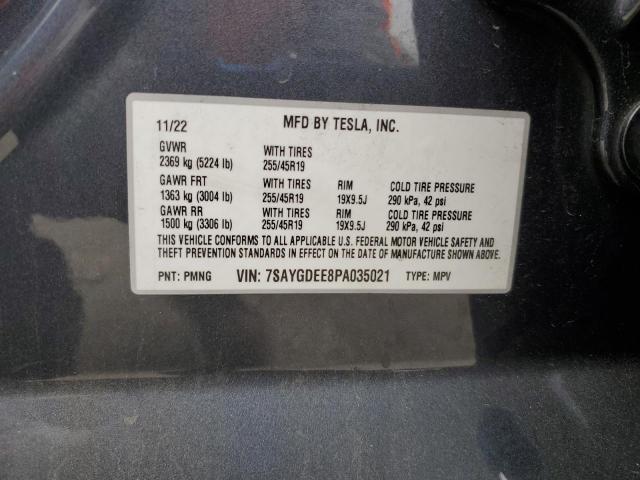 11/22 MFD BY TESLA, INC.
GVWR WITH TIRES
2369 kg (5224 lb) 255/45R19
GAWR FRT WITH TIRES RIM COLD TIRE PRESSURE
1363 kg (3004 lb) 255/45R19 19X9.5J 290 kPa, 42 psi
GAWR RR WITH TIRES RIM COLD TIRE PRESSURE
1500 kg (3306 lb) 255/45R19 19X9.5J 290 kPa, 42 psi
THIS VEHICLE CONFORMS TO ALL APPLICABLE U.S. FEDERAL MOTOR VEHICLE SAFETY AND
THEFT PREVENTION STANDARDS IN EFFECT ON THE DATE OF MANUFACTURE SHOWN ABOVE.
PNT: PMNG VIN: 7SAYGDEE8PA035021 TYPE: MPV